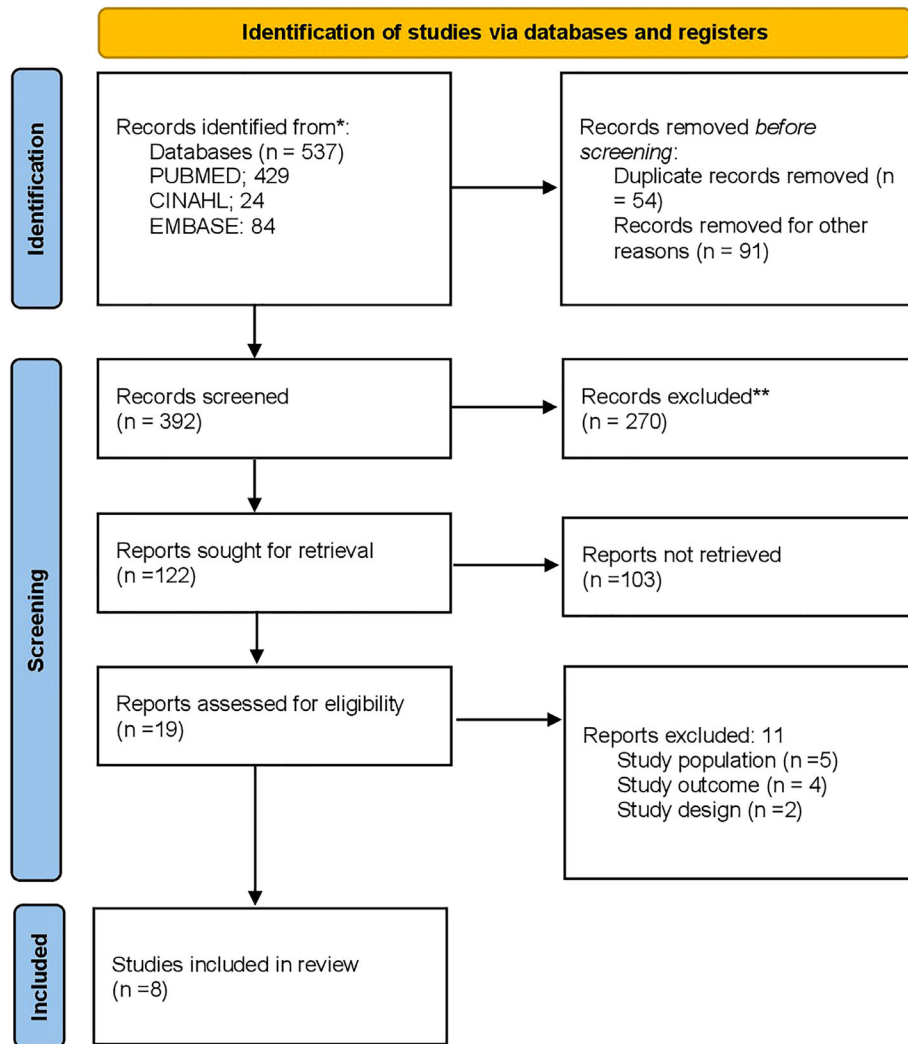 Identification of studies via databases and registers
Identification
Records identified from*:
Databases (n = 537)
PUBMED; 429
CINAHL; 24
EMBASE: 84
Records removed before
screening:
Duplicate records removed (n
= 54)
Records removed for other
reasons (n = 91)
Screening
Records screened
(n = 392)
Records excluded**
(n = 270)
Reports sought for retrieval
(n =122)
Reports not retrieved
(n =103)
Reports assessed for eligibility
(n =19)
Reports excluded: 11
Study population (n =5)
Study outcome (n = 4)
Study design (n =2)
Included
Studies included in review
(n =8)